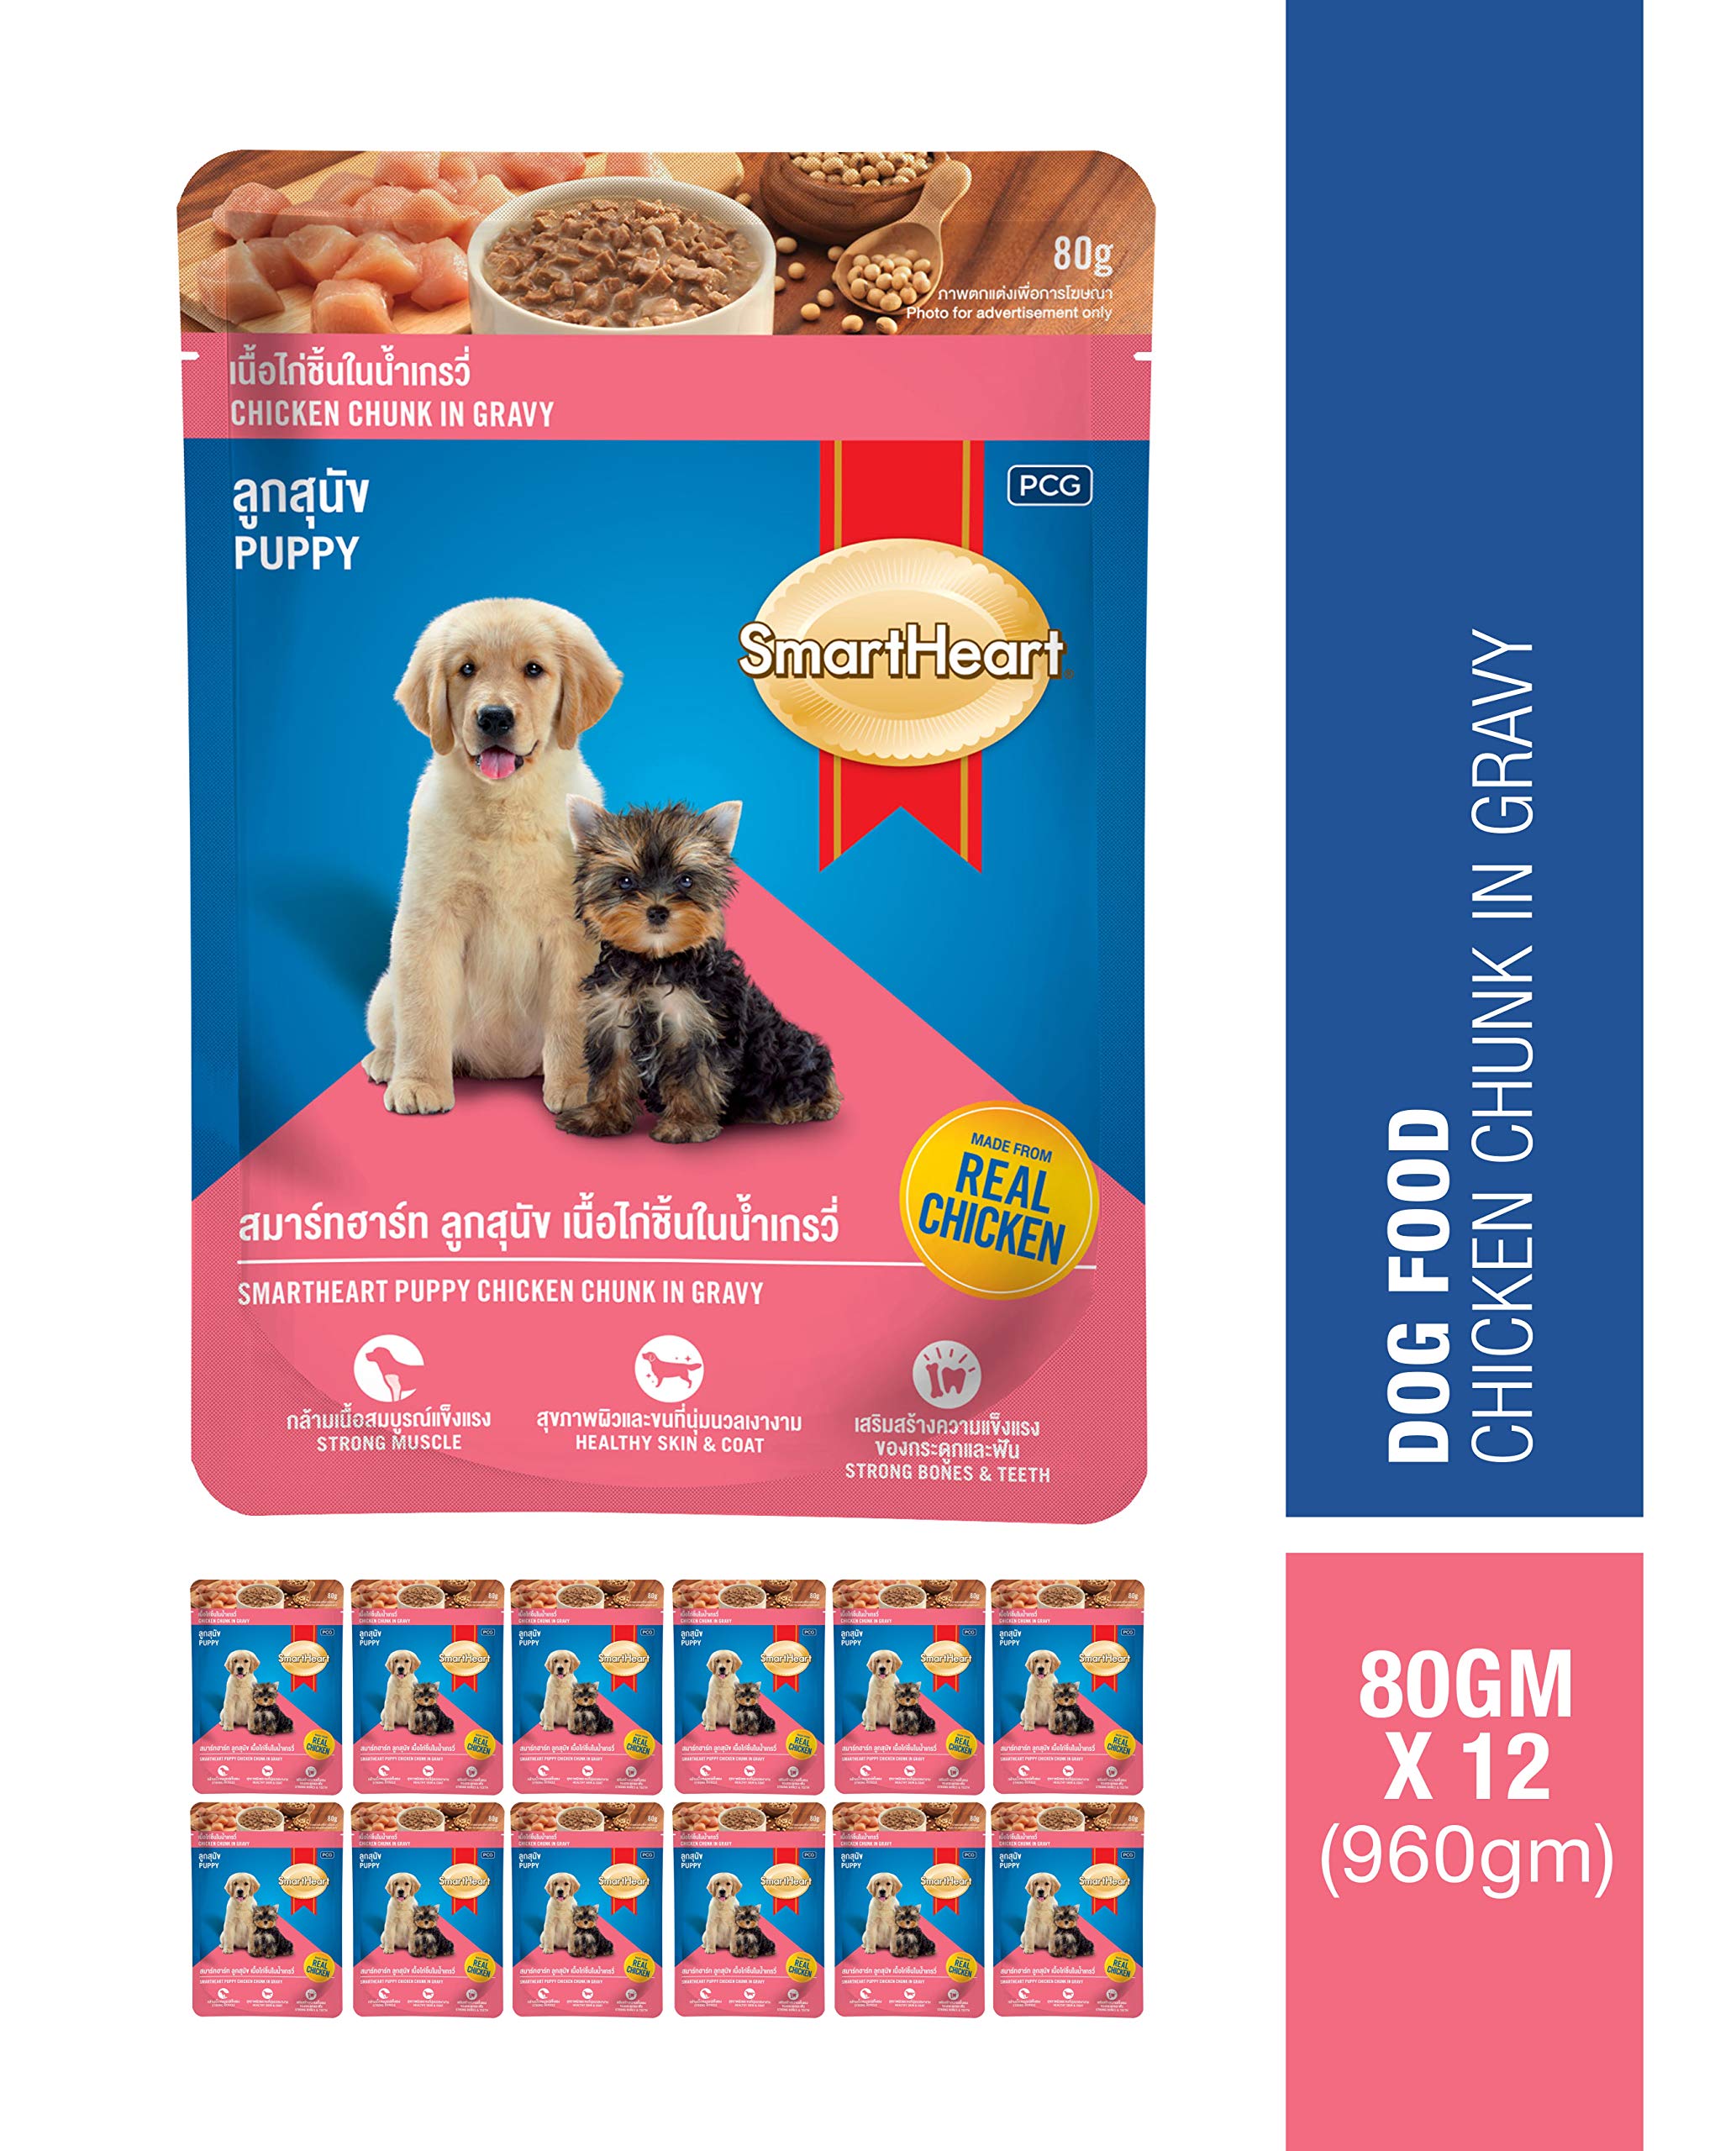 80g
ภาพตกแต่งเพื่อการโฆษณา
Photo for advertisement only
เนื้อไก่ชิ้นในน้ำเกรวี่
CHICKEN CHUNK IN GRAVY
ลูกสุนัข
PUPPY
PCG
SmartHeart
MADE FROM
REAL
CHICKEN
สมาร์ทฮาร์ท ลูกสุนัข เนื้อไก่ชิ้นในน้ำเกรวี่
SMARTHEART PUPPY CHICKEN CHUNK IN GRAVY
กล้ามเนื้อสมบูรณ์แข็งแรง
STRONG MUSCLE
สุขภาพผิวและขนที่นุ่มนวลเงางาม
HEALTHY SKIN & COAT
เสริมสร้างความแข็งแรง
ของกระดูกและฟัน
STRONG BONES & TEETH
DOG FOOD
CHICKEN CHUNK IN GRAVY
80GM
X 12
(960gm)